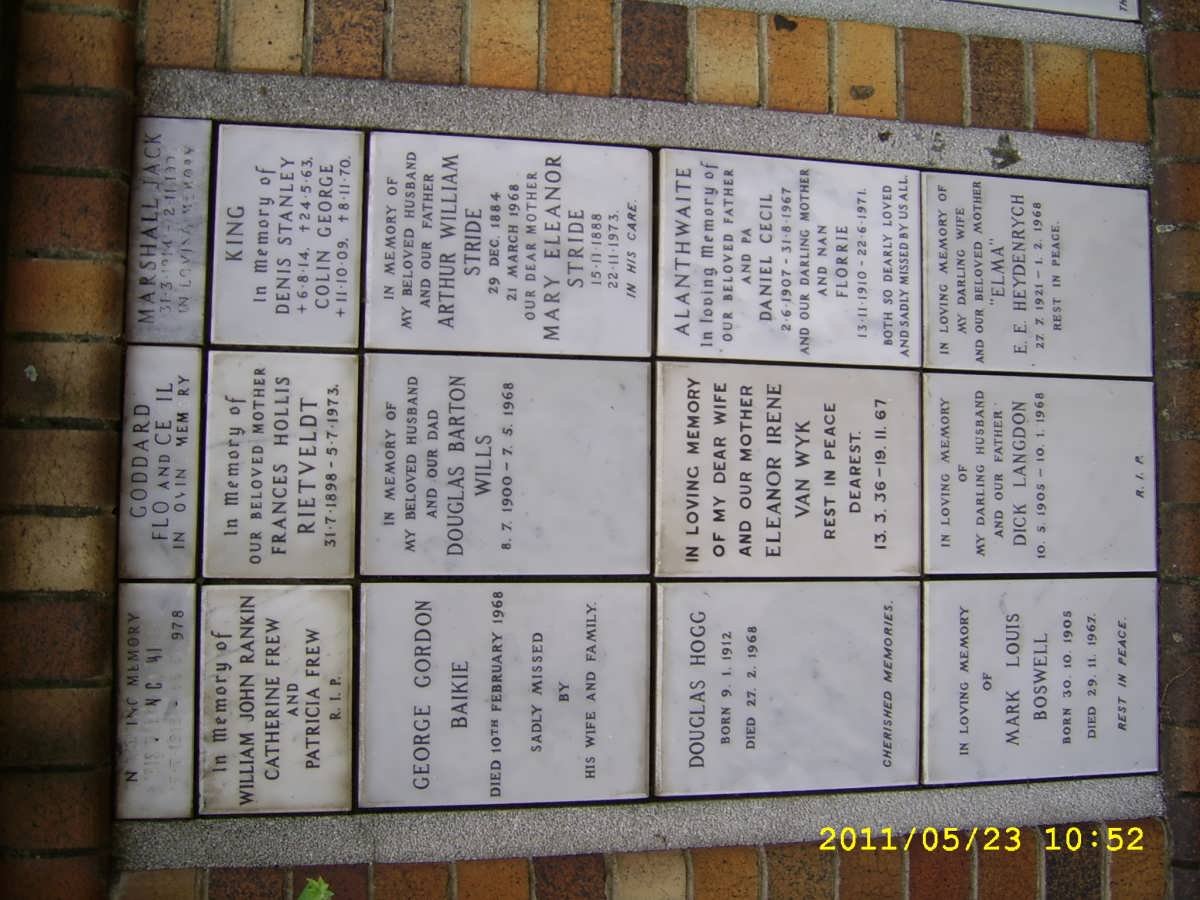 MEMORY
978
GODDARD
FLO AND CE IL
IN OVIN MEM RY
MARSHALL JACK
IN LOVING MEMORY
In memory of
WILLIAM JOHN RANKIN
CATHERINE FREW
AND
PATRICIA FREW
R. I. P.
In memory of
OUR BELOVED MOTHER
FRANCES HOLLIS
RIETVELDT
31·7·1898 – 5·7·1973.
KING
In memory of
DENIS STANLEY
+ 6·8·14. †24·5·63.
COLIN GEORGE
+ 11·10·09. †8·11·70.
GEORGE GORDON
BAIKIE
DIED 10TH FEBRUARY 1968
SADLY MISSED
BY
HIS WIFE AND FAMILY.
IN MEMORY OF
MY BELOVED HUSBAND
AND OUR DAD
DOUGLAS BARTON
WILLS
8. 7. 1900 – 7. 5. 1968
IN MEMORY OF
MY BELOVED HUSBAND
AND OUR FATHER
ARTHUR WILLIAM
STRIDE
29 DEC. 1884
21 MARCH 1968
OUR DEAR MOTHER
MARY ELEANOR
STRIDE
15·11·1888
22·11·1973.
IN HIS CARE.
DOUGLAS HOGG
BORN 9. 1. 1912
DIED 27. 2. 1968
CHERISHED MEMORIES.
IN LOVING MEMORY
OF MY DEAR WIFE
AND OUR MOTHER
ELEANOR IRENE
VAN WYK
REST IN PEACE
DEAREST.
13. 3. 36 – 19. 11. 67
ALANTHWAITE
In loving Memory of
OUR BELOVED FATHER
AND PA
DANIEL CECIL
2·6·1907 – 31·8·1967
AND OUR DARLING MOTHER
AND NAN
FLORRIE
13·11·1910 – 22·6·1971.
BOTH SO DEARLY LOVED
AND SADLY MISSED BY US ALL.
IN LOVING MEMORY
OF
MARK LOUIS
BOSWELL
BORN 30. 10. 1905
DIED 29. 11. 1967.
REST IN PEACE.
IN LOVING MEMORY
OF
MY DARLING HUSBAND
AND OUR FATHER
DICK LANGDON
10. 5. 1905 – 10. 1. 1968
R. I. P.
IN LOVING MEMORY OF
MY DARLING WIFE
AND OUR BELOVED MOTHER
"ELMA"
E. E. HEYDENRYCH
27. 7. 1921 – 1. 2. 1968
REST IN PEACE.
2011/05/23 10:52